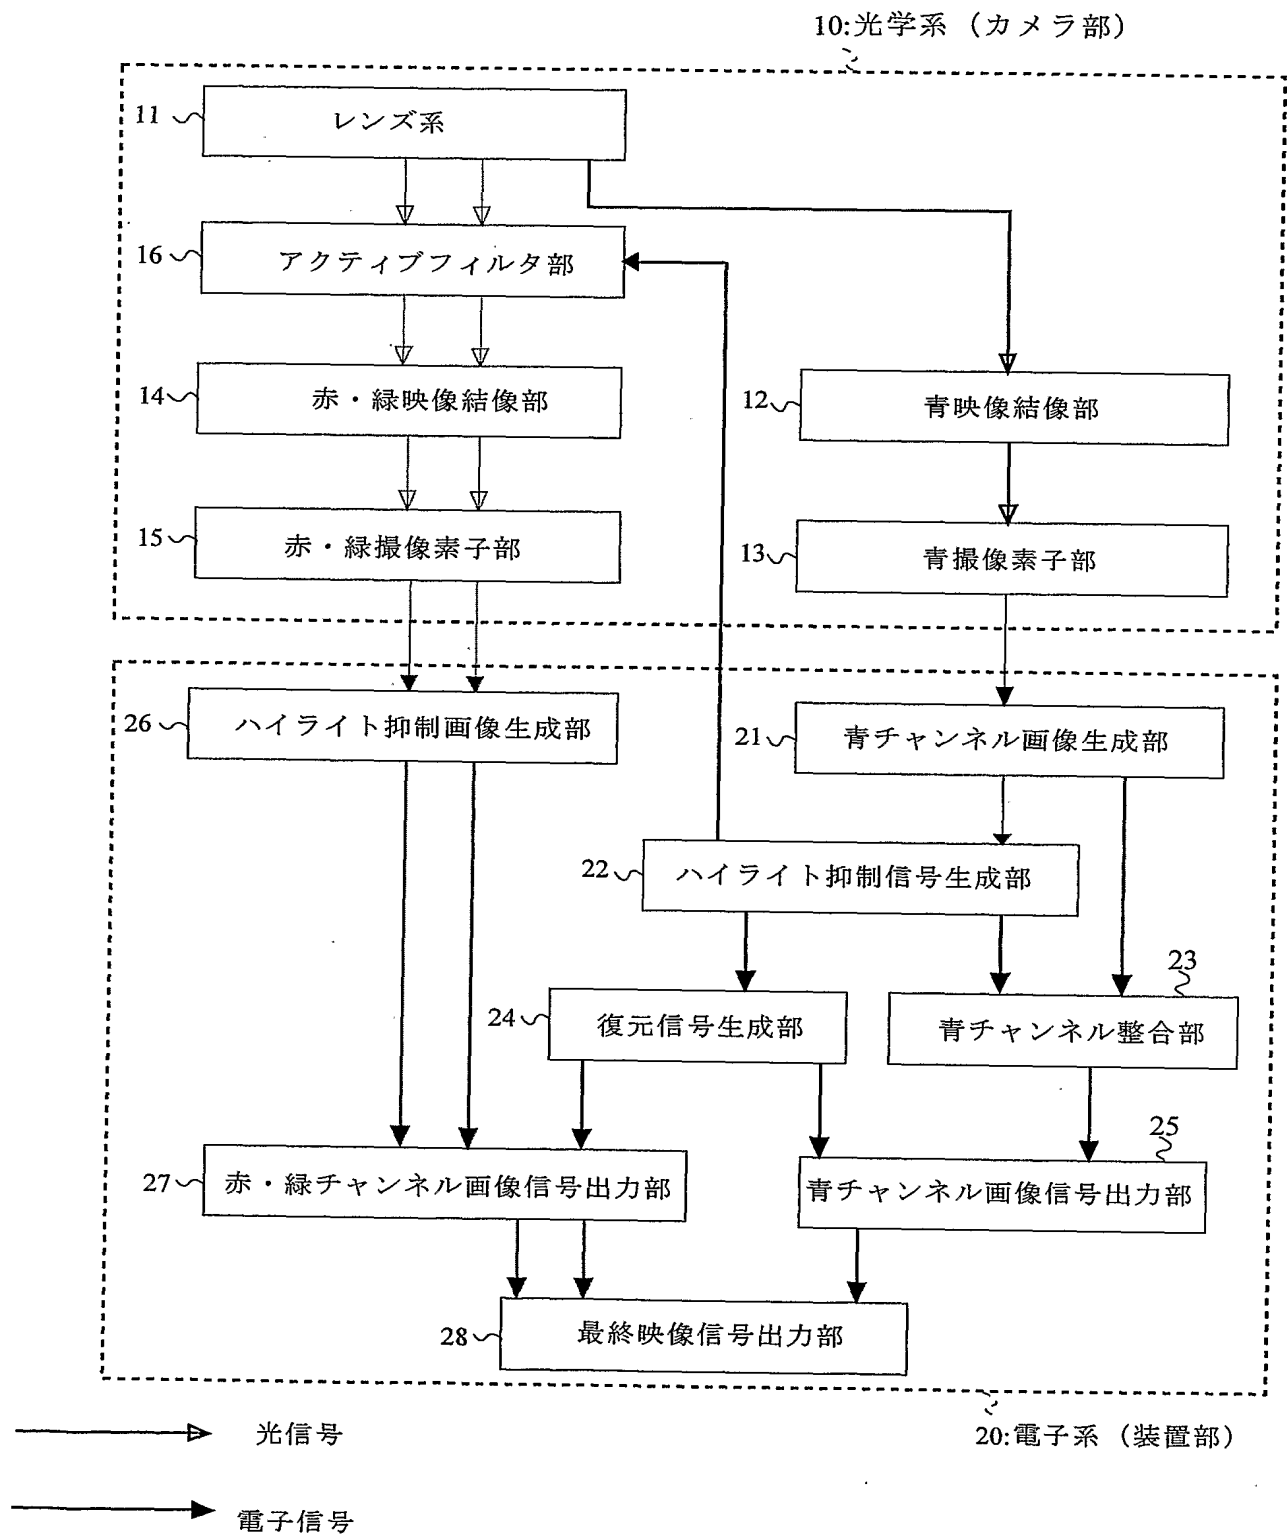 10:光学系（カメラ部）
11
レンズ系
16
アクティブフィルタ部
14
赤・緑映像結像部
12
青映像結像部
15
赤・緑撮像素子部
13
青撮像素子部
26
ハイライト抑制画像生成部
21
青チャンネル画像生成部
22
ハイライト抑制信号生成部
23
24
復元信号生成部
青チャンネル整合部
25
27
赤・緑チャンネル画像信号出力部
青チャンネル画像信号出力部
28
最終映像信号出力部
光信号
20:電子系（装置部）
電子信号